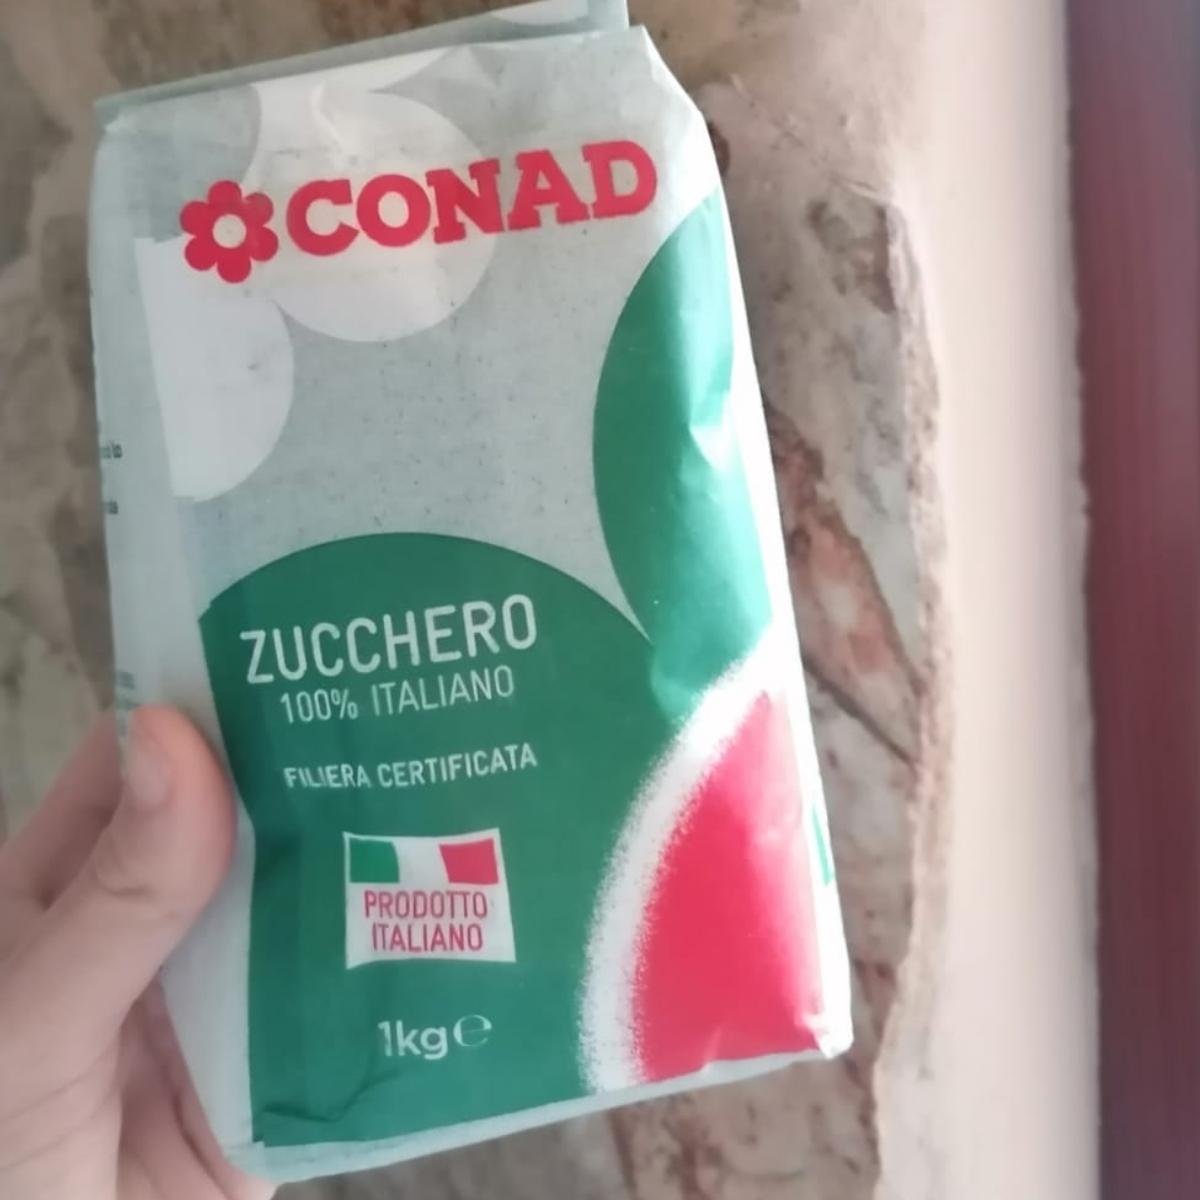 CONAD
ZUCCHERO
100% ITALIANO
FILIERA CERTIFICATA
PRODOTTO
ITALIANO
1kg℮